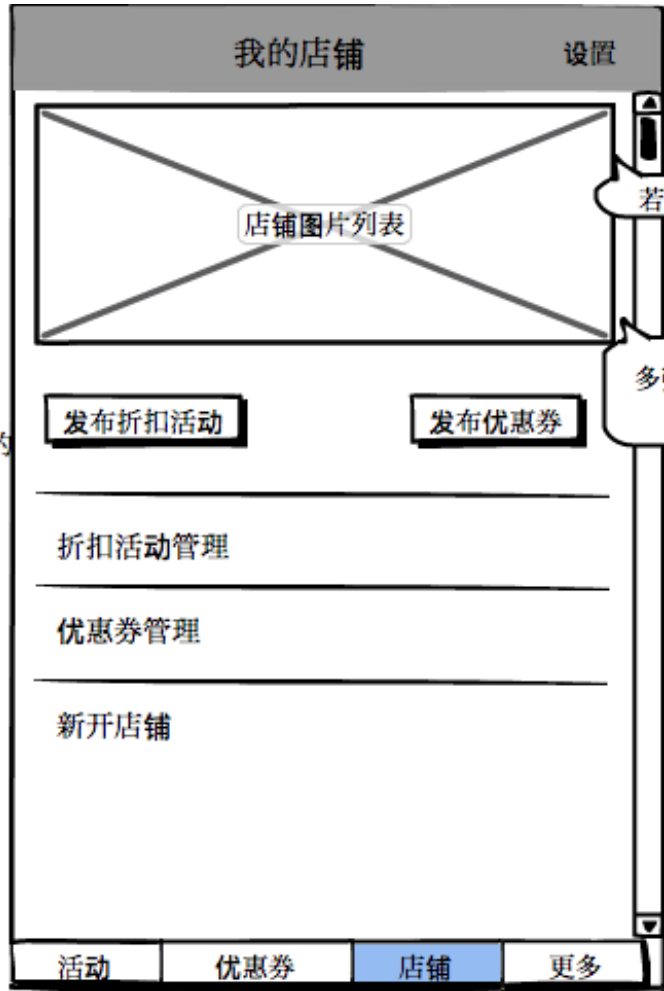 我的店铺 设置
店铺图片列表
若
多
发布折扣活动 发布优惠券
的
折扣活动管理
优惠券管理
新开店铺
活动 优惠券 店铺 更多